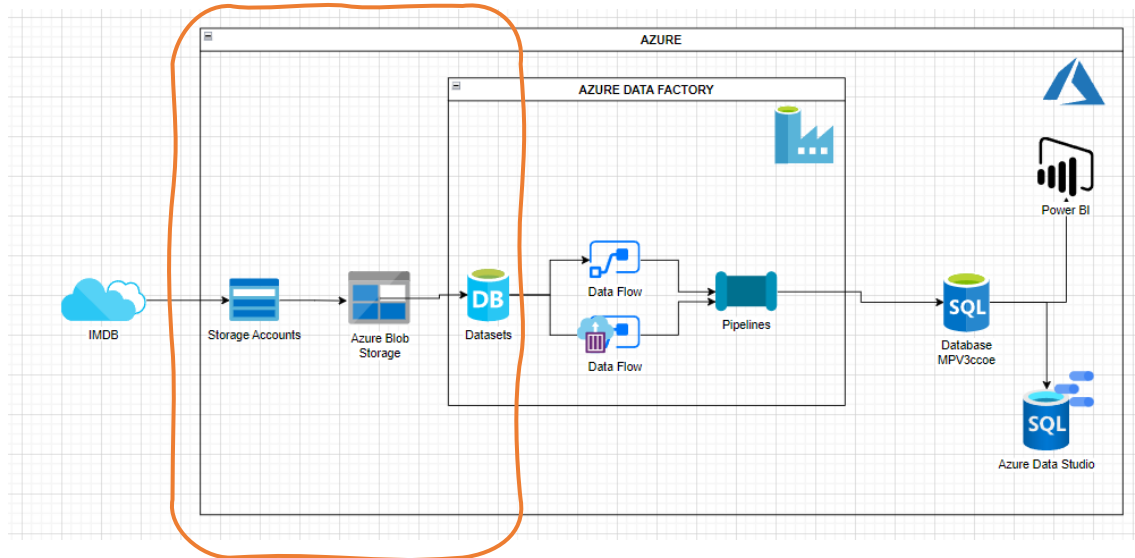 AZURE
AZURE DATA FACTORY
Power BI
Data Flow
DB
SQL
IMDB
Storage Accounts
Azure Blob
Storage
Datasets
Pipelines
Database
MPV3ccoe
Data Flow
SQL
Azure Data Studio